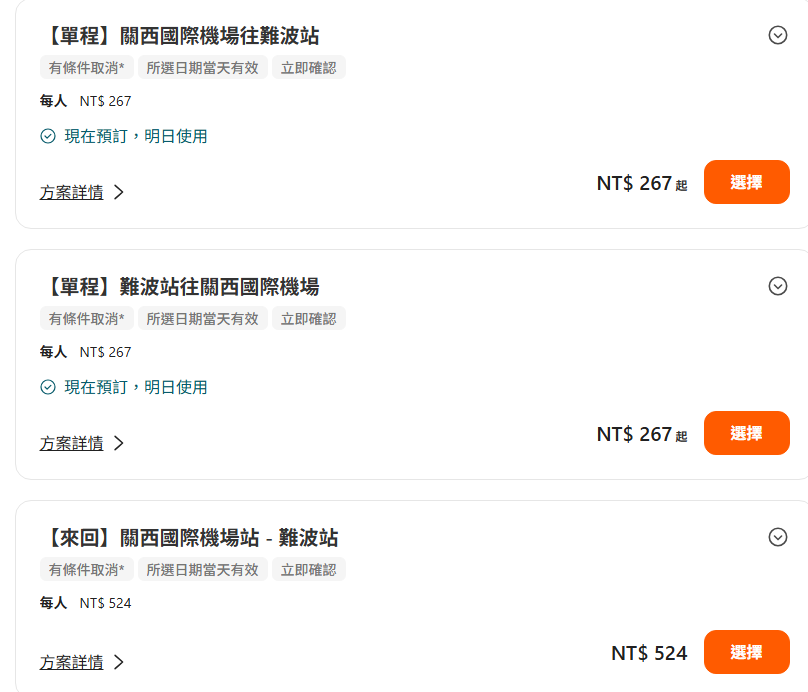 【單程】關西國際機場往難波站
有條件取消* 所選日期當天有效 立即確認
每人 NT$ 267
現在預訂，明日使用
NT$ 267 起 選擇
方案詳情
【單程】難波站往關西國際機場
有條件取消* 所選日期當天有效 立即確認
每人 NT$ 267
現在預訂，明日使用
NT$ 267 起 選擇
方案詳情
【來回】關西國際機場站 - 難波站
有條件取消* 所選日期當天有效 立即確認
每人 NT$ 524
NT$ 524 選擇
方案詳情